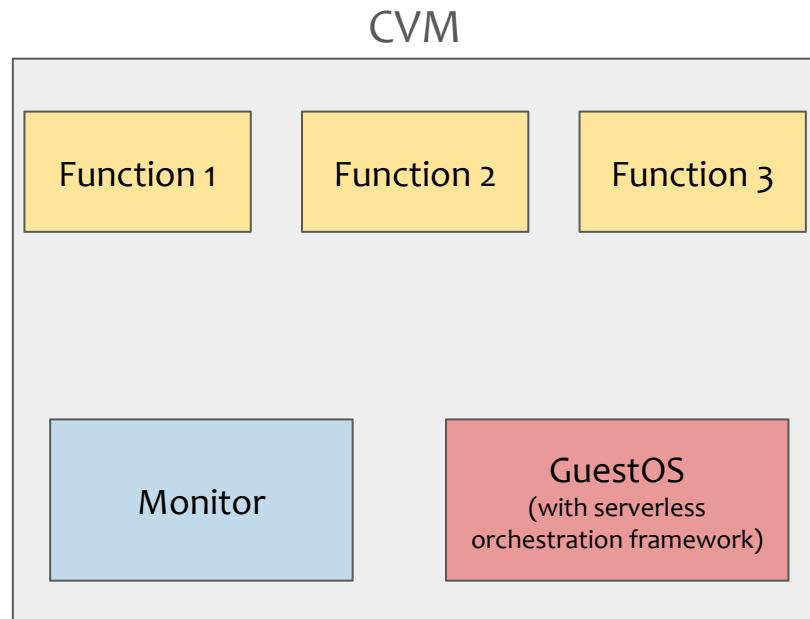 CVM
Function 1
Function 2
Function 3
Monitor
GuestOS
(with serverless
orchestration framework)